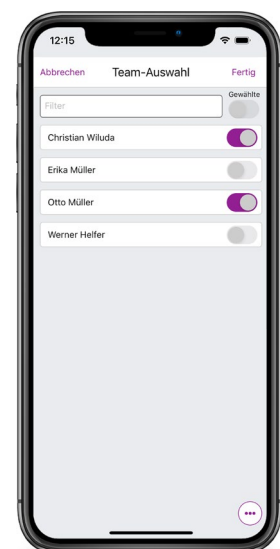 12:15
Abbrechen Team-Auswahl Fertig
Gewählte
Filter
Christian Wiluda
Erika Müller
Otto Müller
Werner Helfer